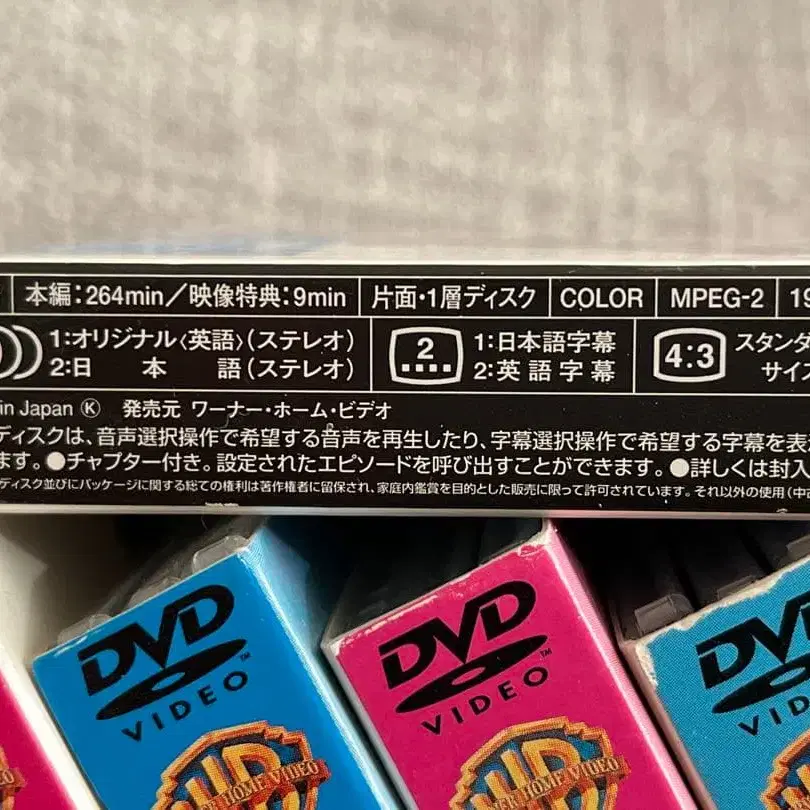 本編:264min／映像特典:9min 片面・1層ディスク COLOR MPEG-2 19
1:オリジナル〈英語〉(ステレオ) 2 1:日本語字幕 4:3 スタンダ
2:日本語(ステレオ) 2:英語字幕 サイズ
in Japan Ⓚ 発売元 ワーナー・ホーム・ビデオ
ディスクは、音声選択操作で希望する音声を再生したり、字幕選択操作で希望する字幕を表
ます。●チャプター付き。設定されたエピソードを呼び出すことができます。●詳しくは封入
ディスク並びにパッケージに関する総ての権利は著作権者に留保され、家庭内鑑賞を目的とした販売に限って許可されています。それ以外の使用(中古
DVD
VIDEO
HOME VIDEO
DVD
VIDEO
HOME VIDEO
DVD
VIDEO